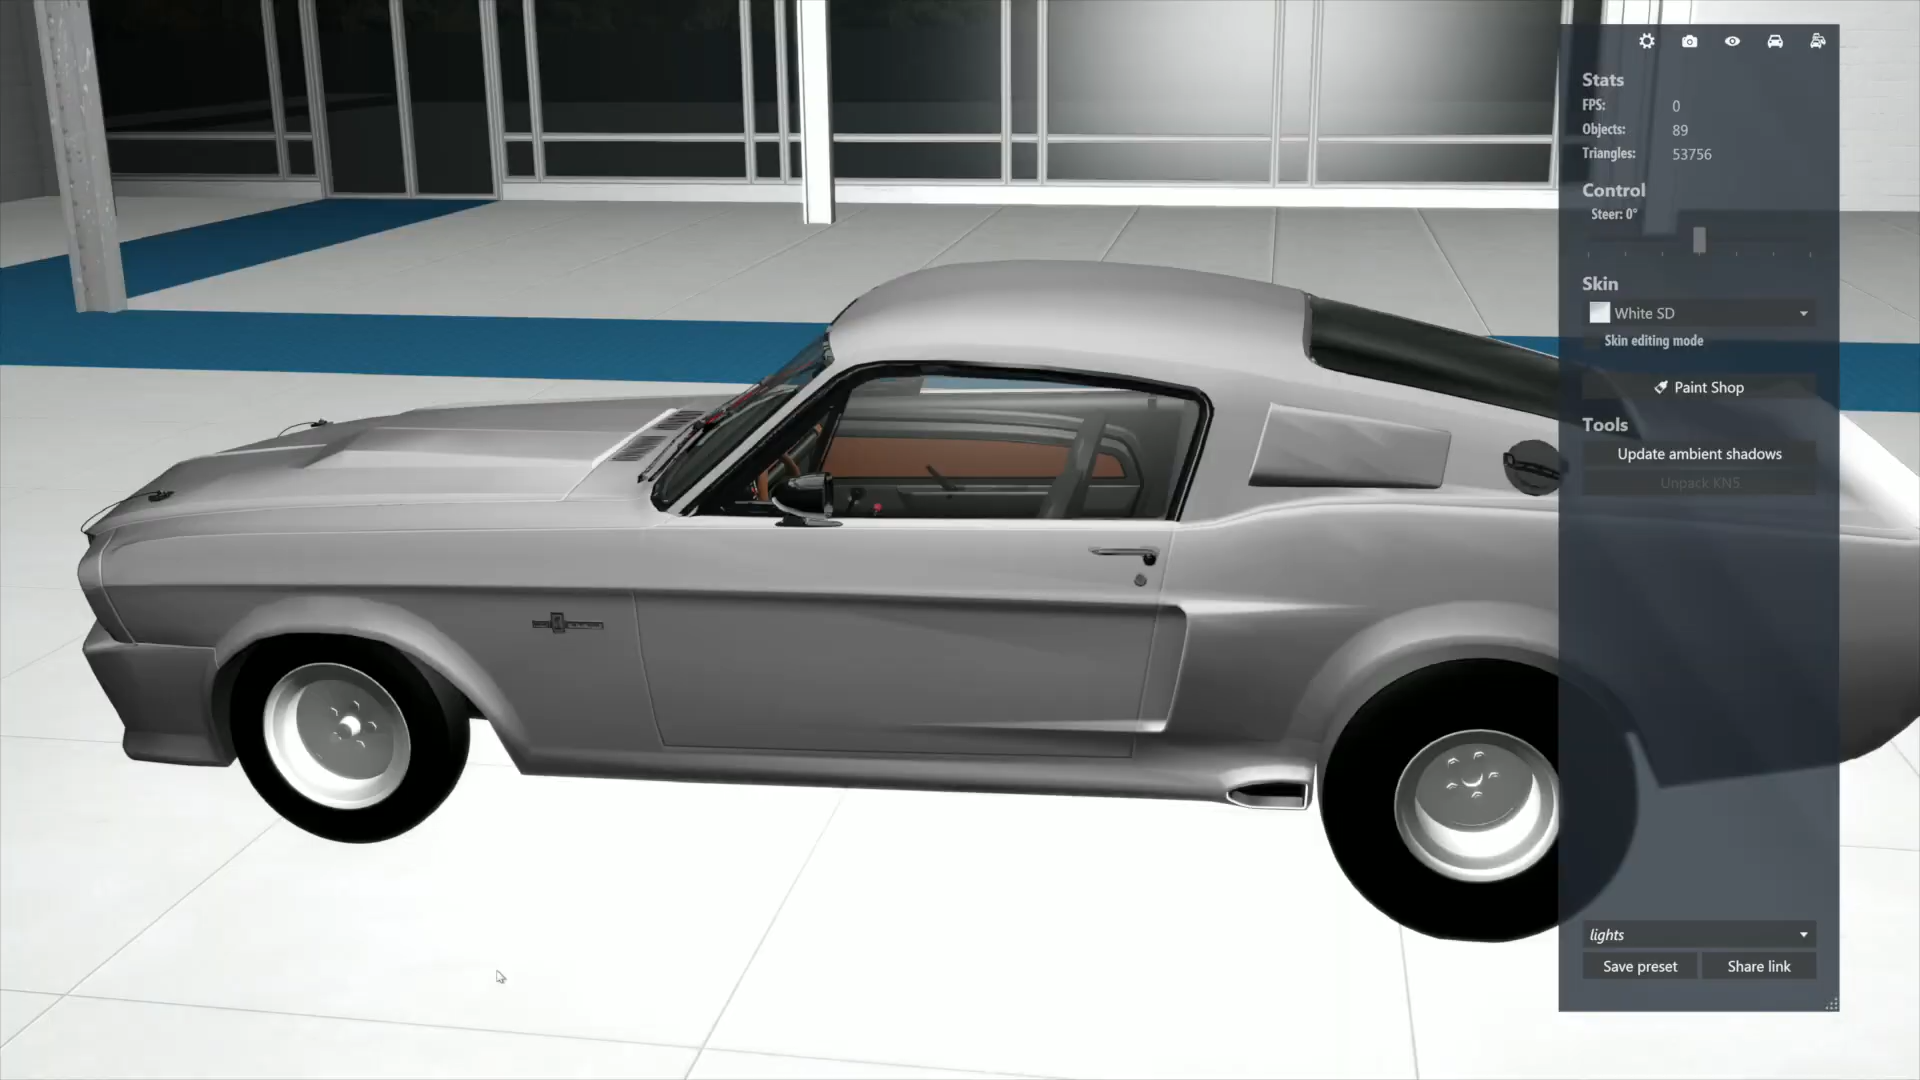 Stats
FPS: 0
Objects: 89
Triangles: 53756
Control
Steer: 0°
Skin
White SD
Skin editing mode
Paint Shop
Tools
Update ambient shadows
Unpack KN5
lights
Save preset
Share link